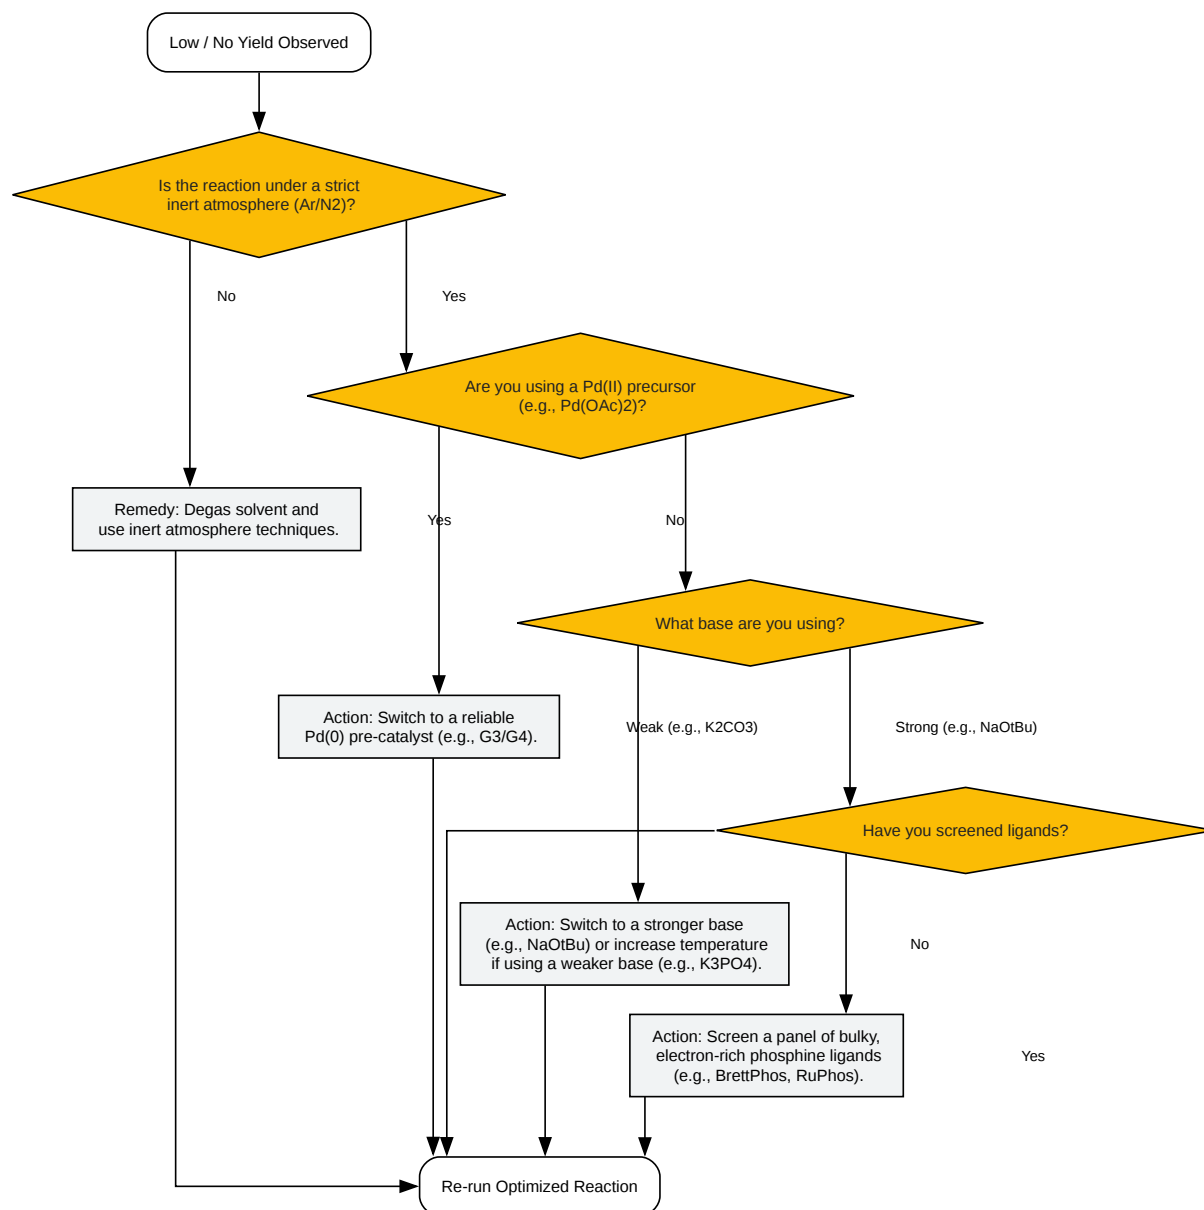 Low / No Yield Observed
Is the reaction under a strict
inert atmosphere (Ar/N2)?
No
Yes
Are you using a Pd(II) precursor
(e.g., Pd(OAc)2)?
Remedy: Degas solvent and
use inert atmosphere techniques.
Yes
No
What base are you using?
Action: Switch to a reliable
Pd(0) pre-catalyst (e.g., G3/G4).
Weak (e.g., K2CO3)
Strong (e.g., NaOtBu)
Have you screened ligands?
Action: Switch to a stronger base
(e.g., NaOtBu) or increase temperature
if using a weaker base (e.g., K3PO4).
No
Action: Screen a panel of bulky,
electron-rich phosphine ligands
(e.g., BrettPhos, RuPhos).
Yes
Re-run Optimized Reaction